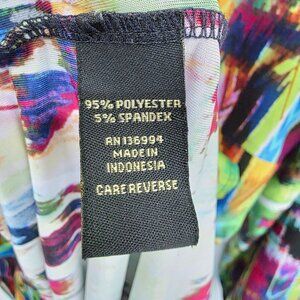 95% POLYESTER
5% SPANDEX
RN 136994
MADE IN
INDONESIA
CARE REVERSE